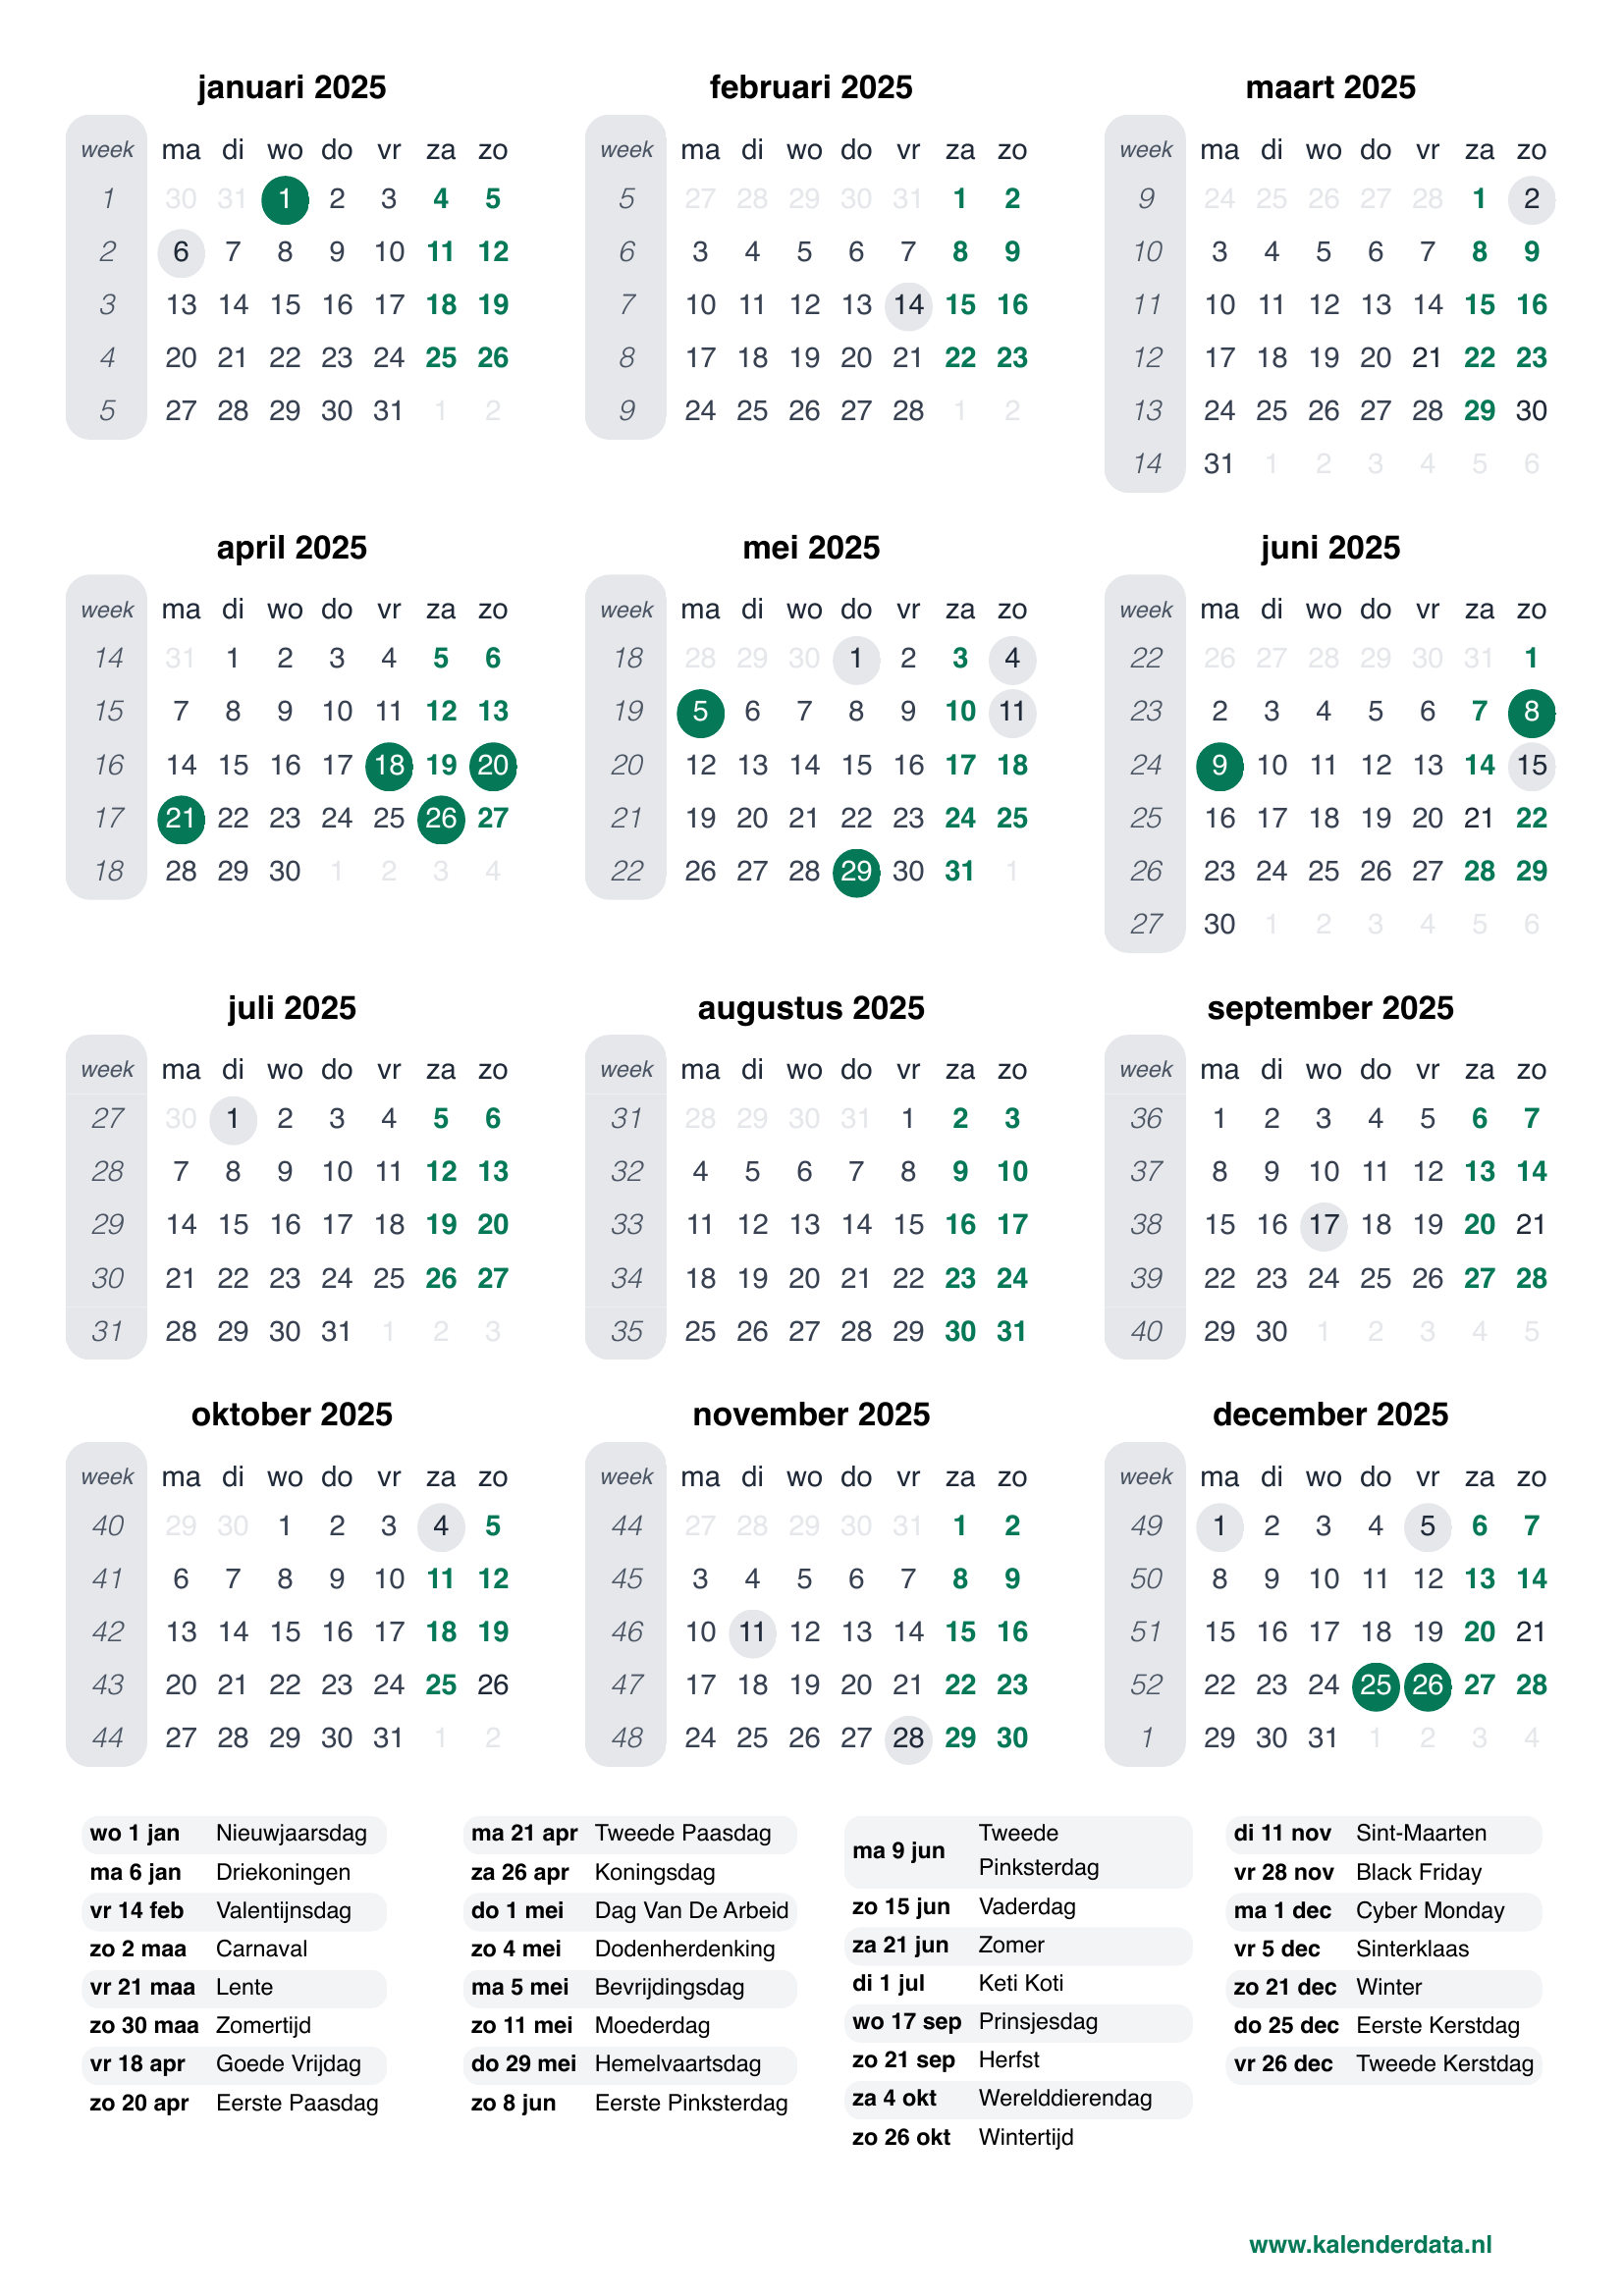 januari 2025
week ma di wo do vr za zo
1 30 31 1 2 3 4 5
2 6 7 8 9 10 11 12
3 13 14 15 16 17 18 19
4 20 21 22 23 24 25 26
5 27 28 29 30 31 1 2
februari 2025
week ma di wo do vr za zo
5 27 28 29 30 31 1 2
6 3 4 5 6 7 8 9
7 10 11 12 13 14 15 16
8 17 18 19 20 21 22 23
9 24 25 26 27 28 1 2
maart 2025
week ma di wo do vr za zo
9 24 25 26 27 28 1 2
10 3 4 5 6 7 8 9
11 10 11 12 13 14 15 16
12 17 18 19 20 21 22 23
13 24 25 26 27 28 29 30
14 31 1 2 3 4 5 6
april 2025
week ma di wo do vr za zo
14 31 1 2 3 4 5 6
15 7 8 9 10 11 12 13
16 14 15 16 17 18 19 20
17 21 22 23 24 25 26 27
18 28 29 30 1 2 3 4
mei 2025
week ma di wo do vr za zo
18 28 29 30 1 2 3 4
19 5 6 7 8 9 10 11
20 12 13 14 15 16 17 18
21 19 20 21 22 23 24 25
22 26 27 28 29 30 31 1
juni 2025
week ma di wo do vr za zo
22 26 27 28 29 30 31 1
23 2 3 4 5 6 7 8
24 9 10 11 12 13 14 15
25 16 17 18 19 20 21 22
26 23 24 25 26 27 28 29
27 30 1 2 3 4 5 6
juli 2025
week ma di wo do vr za zo
27 30 1 2 3 4 5 6
28 7 8 9 10 11 12 13
29 14 15 16 17 18 19 20
30 21 22 23 24 25 26 27
31 28 29 30 31 1 2 3
augustus 2025
week ma di wo do vr za zo
31 28 29 30 31 1 2 3
32 4 5 6 7 8 9 10
33 11 12 13 14 15 16 17
34 18 19 20 21 22 23 24
35 25 26 27 28 29 30 31
september 2025
week ma di wo do vr za zo
36 1 2 3 4 5 6 7
37 8 9 10 11 12 13 14
38 15 16 17 18 19 20 21
39 22 23 24 25 26 27 28
40 29 30 1 2 3 4 5
oktober 2025
week ma di wo do vr za zo
40 29 30 1 2 3 4 5
41 6 7 8 9 10 11 12
42 13 14 15 16 17 18 19
43 20 21 22 23 24 25 26
44 27 28 29 30 31 1 2
november 2025
week ma di wo do vr za zo
44 27 28 29 30 31 1 2
45 3 4 5 6 7 8 9
46 10 11 12 13 14 15 16
47 17 18 19 20 21 22 23
48 24 25 26 27 28 29 30
december 2025
week ma di wo do vr za zo
49 1 2 3 4 5 6 7
50 8 9 10 11 12 13 14
51 15 16 17 18 19 20 21
52 22 23 24 25 26 27 28
1 29 30 31 1 2 3 4
wo 1 jan Nieuwjaarsdag
ma 6 jan Driekoningen
vr 14 feb Valentijnsdag
zo 2 maa Carnaval
vr 21 maa Lente
zo 30 maa Zomertijd
vr 18 apr Goede Vrijdag
zo 20 apr Eerste Paasdag
ma 21 apr Tweede Paasdag
za 26 apr Koningsdag
do 1 mei Dag Van De Arbeid
zo 4 mei Dodenherdenking
ma 5 mei Bevrijdingsdag
zo 11 mei Moederdag
do 29 mei Hemelvaartsdag
zo 8 jun Eerste Pinksterdag
ma 9 jun Tweede
Pinksterdag
zo 15 jun Vaderdag
za 21 jun Zomer
di 1 jul Keti Koti
wo 17 sep Prinsjesdag
zo 21 sep Herfst
za 4 okt Werelddierendag
zo 26 okt Wintertijd
di 11 nov Sint-Maarten
vr 28 nov Black Friday
ma 1 dec Cyber Monday
vr 5 dec Sinterklaas
zo 21 dec Winter
do 25 dec Eerste Kerstdag
vr 26 dec Tweede Kerstdag
www.kalenderdata.nl